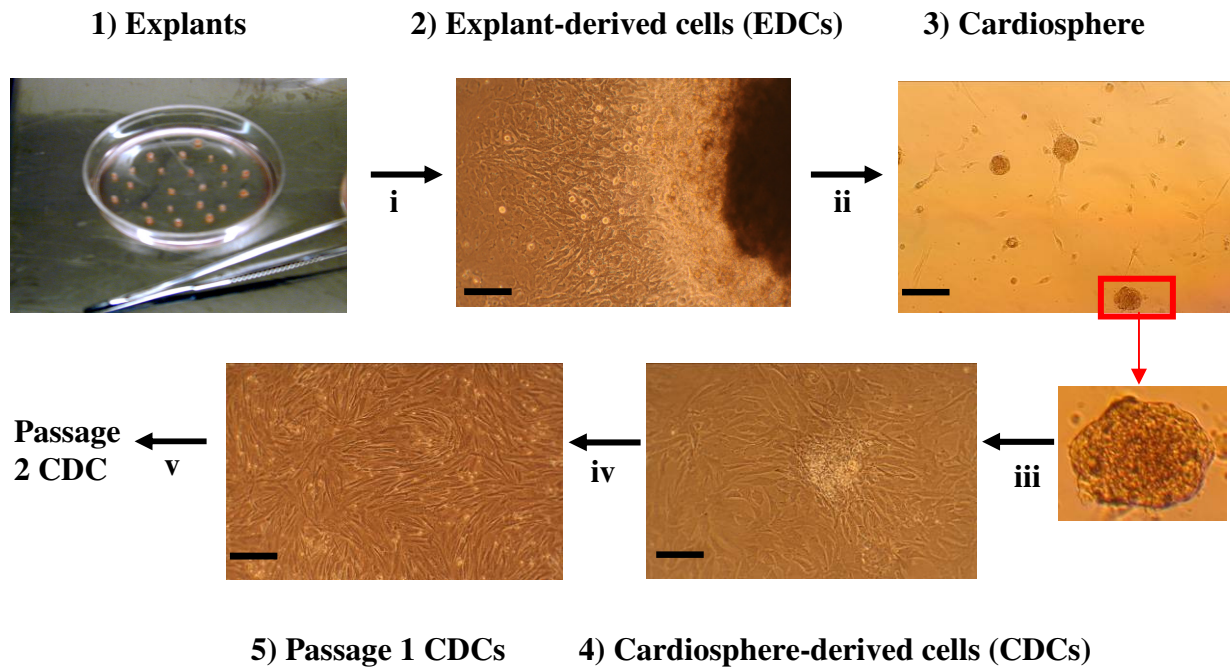 1) Explants
2) Explant-derived cells (EDCs)
3) Cardiosphere
i
ii
iii
iv
v
Passage
2 CDC
5) Passage 1 CDCs
4) Cardiosphere-derived cells (CDCs)